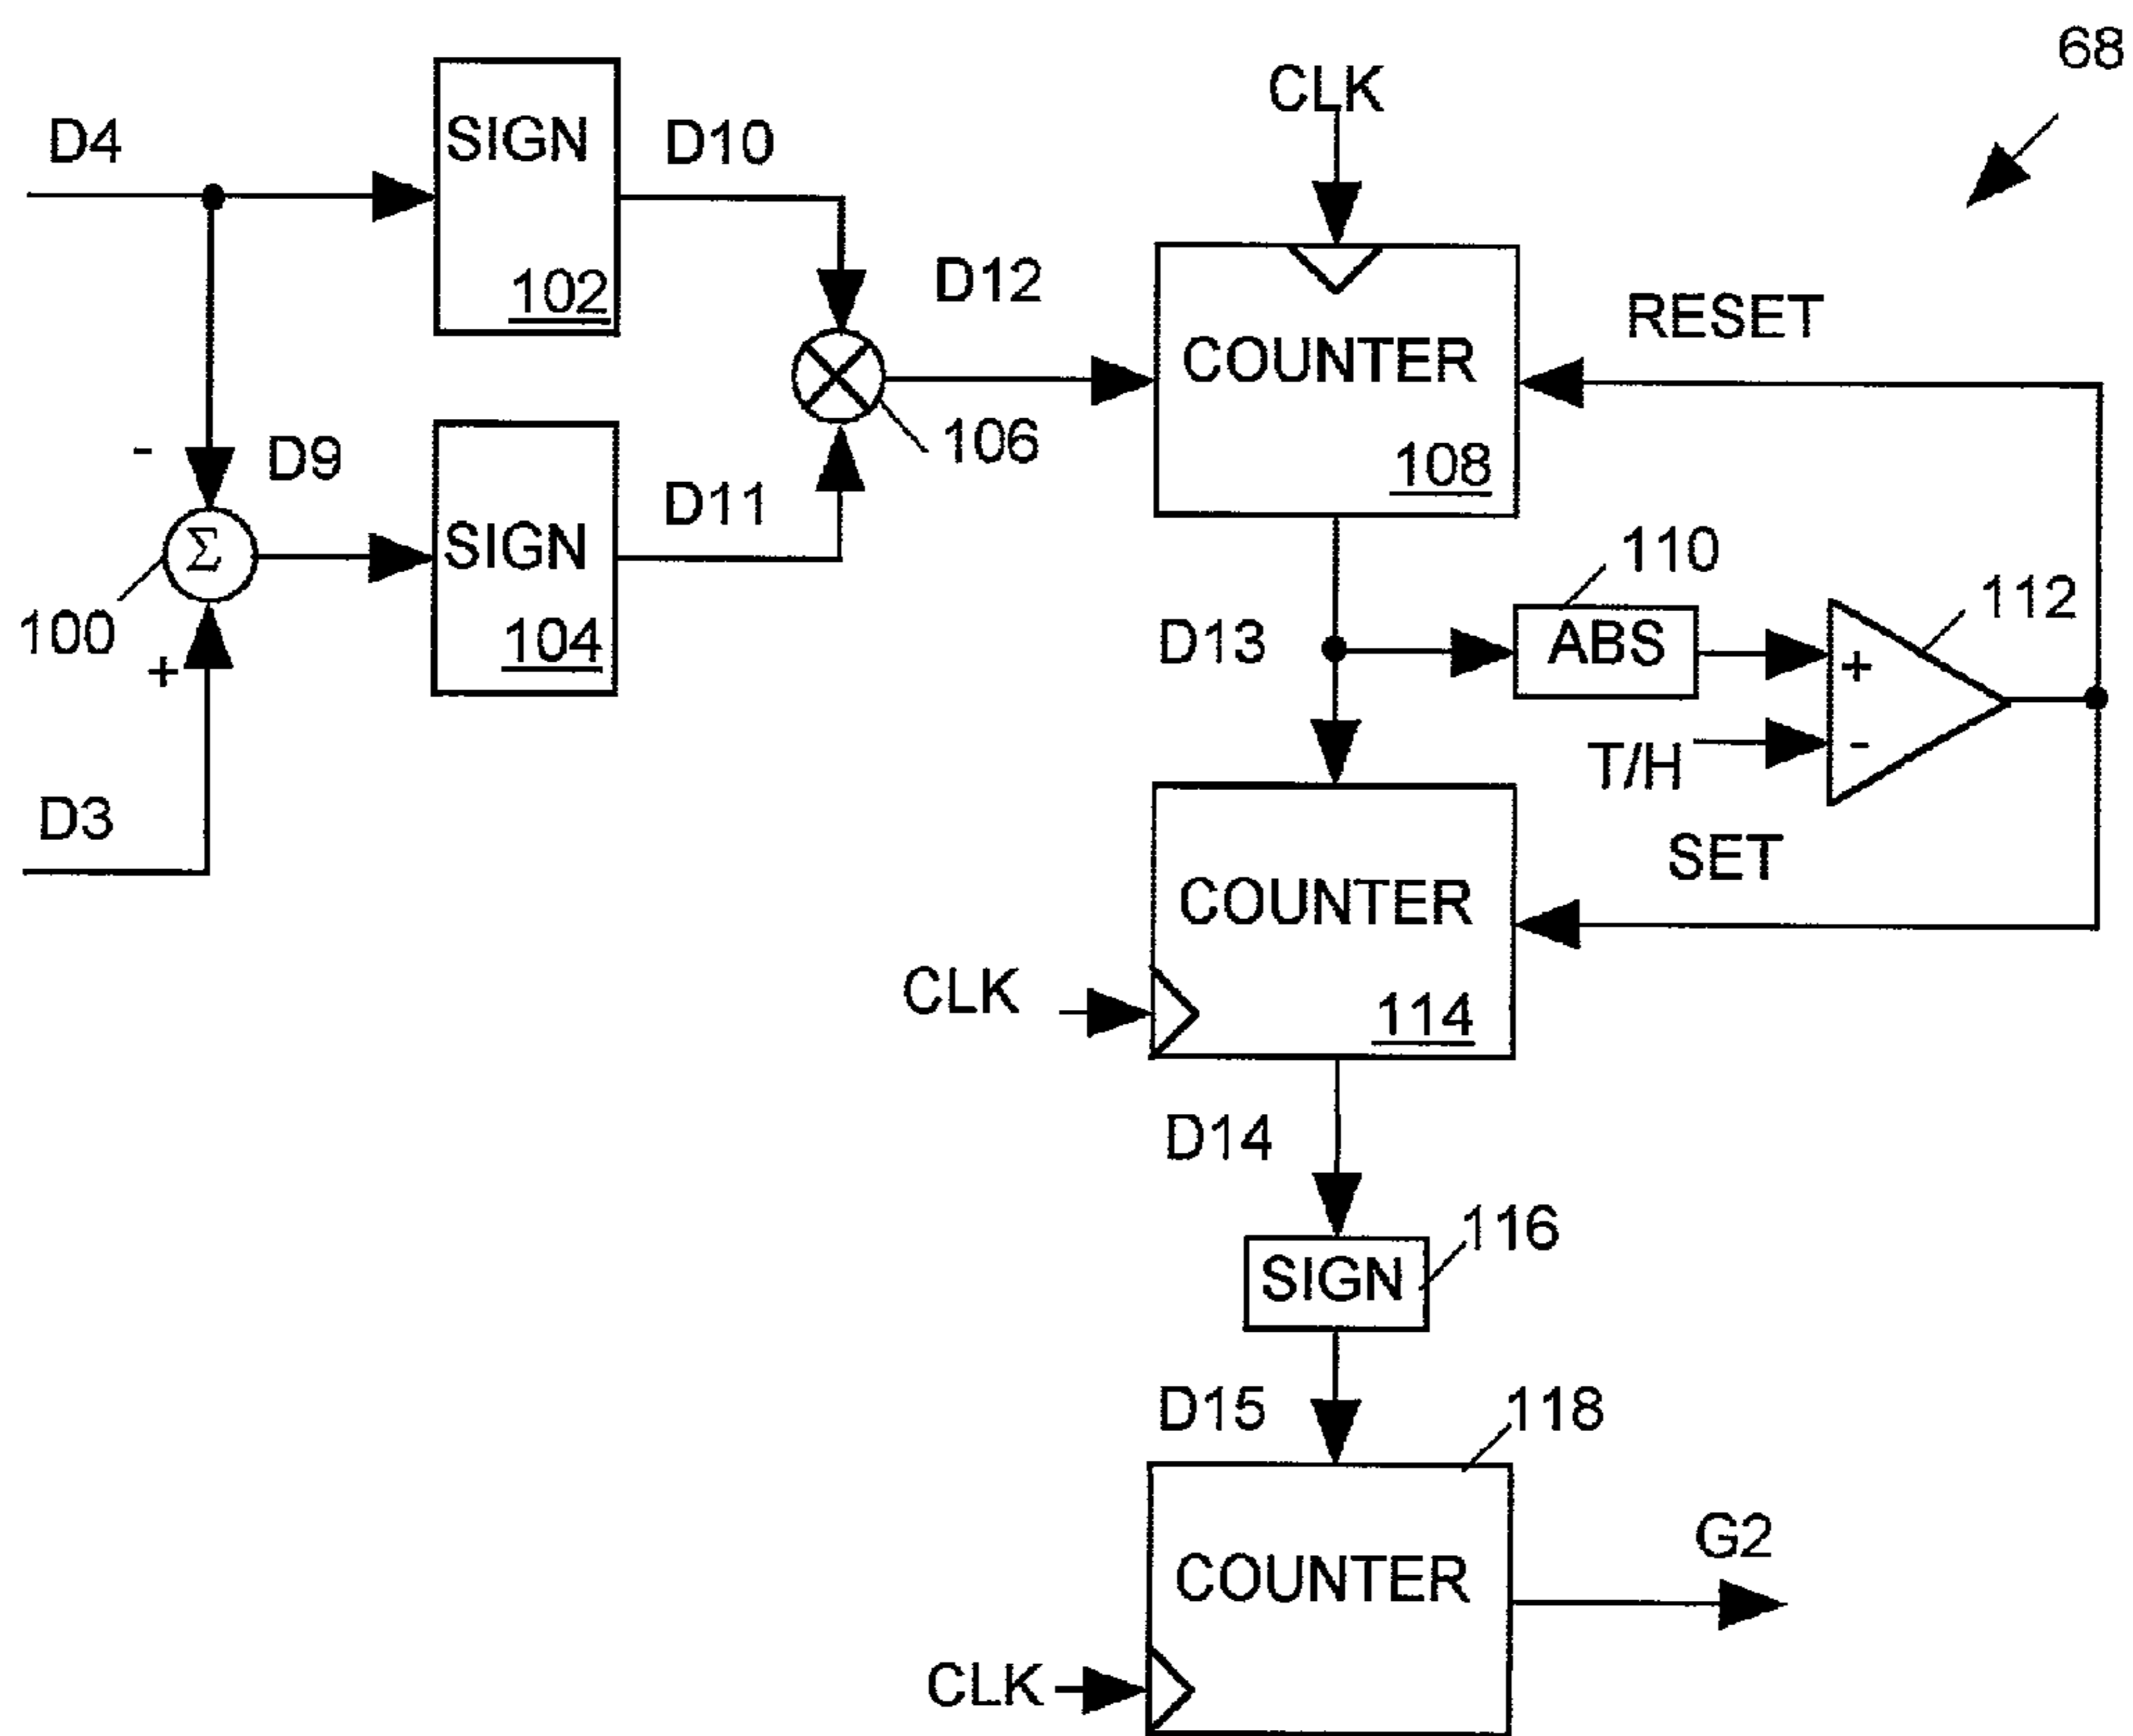 68
CLK
D4
SIGN
D10
102
D12
RESET
COUNTER
106
108
-
D9
D11
Σ
SIGN
100
104
+
110
112
D13
ABS
+
T/H
-
D3
SET
COUNTER
CLK
114
D14
116
SIGN
D15
118
G2
COUNTER
CLK